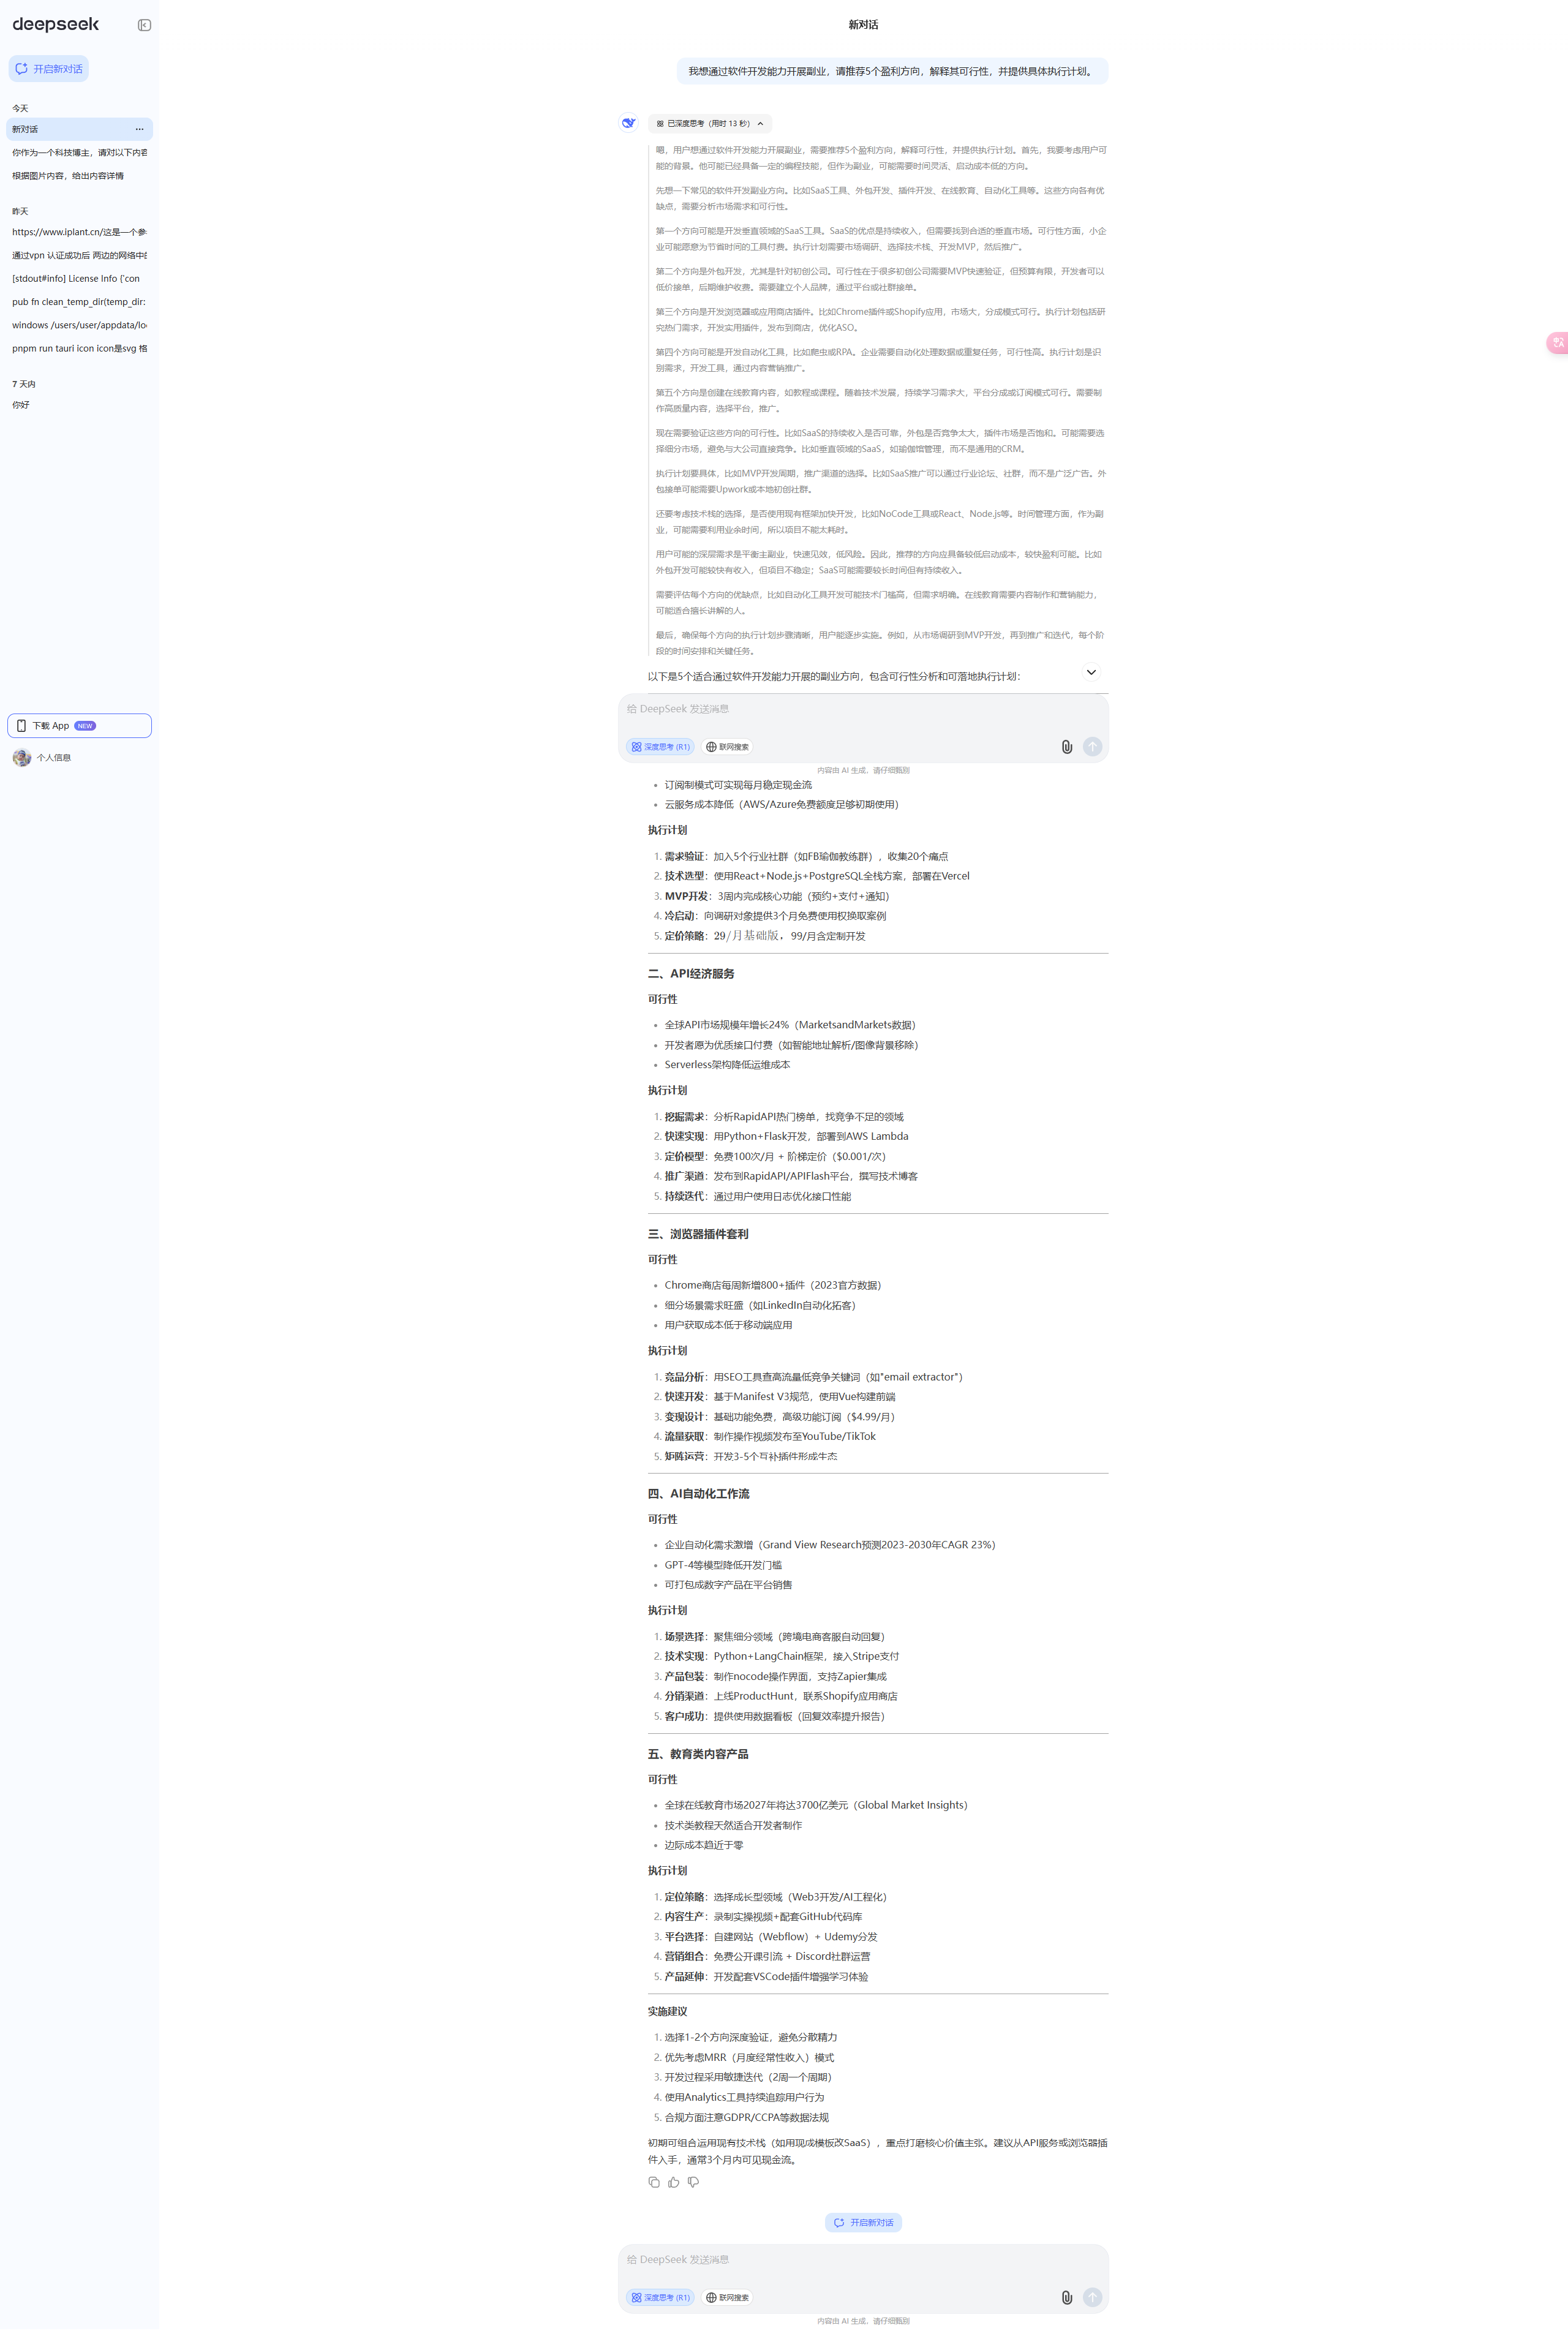 deepseek
开启新对话
今天
新对话
你作为一个科技博主，请对以下内容
根据图片内容，给出内容详情
昨天
https://www.iplant.cn/这是一个参
通过vpn 认证成功后 两边的网络中的
[stdout#info] License Info {'con
pub fn clean_temp_dir(temp_dir:
windows /users/user/appdata/lo
pnpm run tauri icon icon是svg 格
7 天内
你好
下载 App NEW
个人信息
新对话
我想通过软件开发能力开展副业，请推荐5个盈利方向，解释其可行性，并提供具体执行计划。
已深度思考（用时 13 秒）
嗯，用户想通过软件开发能力开展副业，需要推荐5个盈利方向，解释可行性，并提供执行计划。首先，我要考虑用户可
能的背景。他可能已经具备一定的编程技能，但作为副业，可能需要时间灵活、启动成本低的方向。
先想一下常见的软件开发副业方向。比如SaaS工具、外包开发、插件开发、在线教育、自动化工具等。这些方向各有优
缺点，需要分析市场需求和可行性。
第一个方向可能是开发垂直领域的SaaS工具。SaaS的优点是持续收入，但需要找到合适的垂直市场。可行性方面，小企
业可能愿意为节省时间的工具付费。执行计划需要市场调研、选择技术栈、开发MVP，然后推广。
第二个方向是外包开发，尤其是针对初创公司。可行性在于很多初创公司需要MVP快速验证，但预算有限，开发者可以
低价接单，后期维护收费。需要建立个人品牌，通过平台或社群接单。
第三个方向是开发浏览器或应用商店插件。比如Chrome插件或Shopify应用，市场大，分成模式可行。执行计划包括研
究热门需求，开发实用插件，发布到商店，优化ASO。
第四个方向可能是开发自动化工具，比如爬虫或RPA。企业需要自动化处理数据或重复任务，可行性高。执行计划是识
别需求，开发工具，通过内容营销推广。
第五个方向是创建在线教育内容，如教程或课程。随着技术发展，持续学习需求大，平台分成或订阅模式可行。需要制
作高质量内容，选择平台，推广。
现在需要验证这些方向的可行性。比如SaaS的持续收入是否可靠，外包是否竞争太大，插件市场是否饱和。可能需要选
择细分市场，避免与大公司直接竞争。比如垂直领域的SaaS，如瑜伽馆管理，而不是通用的CRM。
执行计划要具体，比如MVP开发周期，推广渠道的选择。比如SaaS推广可以通过行业论坛、社群，而不是广泛广告。外
包接单可能需要Upwork或本地初创社群。
还要考虑技术栈的选择，是否使用现有框架加快开发，比如NoCode工具或React、Node.js等。时间管理方面，作为副
业，可能需要利用业余时间，所以项目不能太耗时。
用户可能的深层需求是平衡主副业，快速见效，低风险。因此，推荐的方向应具备较低启动成本，较快盈利可能。比如
外包开发可能较快有收入，但项目不稳定；SaaS可能需要较长时间但有持续收入。
需要评估每个方向的优缺点，比如自动化工具开发可能技术门槛高，但需求明确。在线教育需要内容制作和营销能力，
可能适合擅长讲解的人。
最后，确保每个方向的执行计划步骤清晰，用户能逐步实施。例如，从市场调研到MVP开发，再到推广和迭代，每个阶
段的时间安排和关键任务。
以下是5个适合通过软件开发能力开展的副业方向，包含可行性分析和可落地执行计划：
给 DeepSeek 发送消息
深度思考 (R1) 联网搜索
内容由 AI 生成，请仔细甄别
• 订阅制模式可实现每月稳定现金流
• 云服务成本降低（AWS/Azure免费额度足够初期使用）
执行计划
1. 需求验证：加入5个行业社群（如FB瑜伽教练群），收集20个痛点
2. 技术选型：使用React+Node.js+PostgreSQL全栈方案，部署在Vercel
3. MVP开发：3周内完成核心功能（预约+支付+通知）
4. 冷启动：向调研对象提供3个月免费使用权换取案例
5. 定价策略：29/月基础版，99/月含定制开发
二、API经济服务
可行性
• 全球API市场规模年增长24%（MarketsandMarkets数据）
• 开发者愿为优质接口付费（如智能地址解析/图像背景移除）
• Serverless架构降低运维成本
执行计划
1. 挖掘需求：分析RapidAPI热门榜单，找竞争不足的领域
2. 快速实现：用Python+Flask开发，部署到AWS Lambda
3. 定价模型：免费100次/月 + 阶梯定价（$0.001/次）
4. 推广渠道：发布到RapidAPI/APIFlash平台，撰写技术博客
5. 持续迭代：通过用户使用日志优化接口性能
三、浏览器插件套利
可行性
• Chrome商店每周新增800+插件（2023官方数据）
• 细分场景需求旺盛（如LinkedIn自动化拓客）
• 用户获取成本低于移动端应用
执行计划
1. 竞品分析：用SEO工具查高流量低竞争关键词（如"email extractor"）
2. 快速开发：基于Manifest V3规范，使用Vue构建前端
3. 变现设计：基础功能免费，高级功能订阅（$4.99/月）
4. 流量获取：制作操作视频发布至YouTube/TikTok
5. 矩阵运营：开发3-5个互补插件形成生态
四、AI自动化工作流
可行性
• 企业自动化需求激增（Grand View Research预测2023-2030年CAGR 23%）
• GPT-4等模型降低开发门槛
• 可打包成数字产品在平台销售
执行计划
1. 场景选择：聚焦细分领域（跨境电商客服自动回复）
2. 技术实现：Python+LangChain框架，接入Stripe支付
3. 产品包装：制作nocode操作界面，支持Zapier集成
4. 分销渠道：上线ProductHunt，联系Shopify应用商店
5. 客户成功：提供使用数据看板（回复效率提升报告）
五、教育类内容产品
可行性
• 全球在线教育市场2027年将达3700亿美元（Global Market Insights）
• 技术类教程天然适合开发者制作
• 边际成本趋近于零
执行计划
1. 定位策略：选择成长型领域（Web3开发/AI工程化）
2. 内容生产：录制实操视频+配套GitHub代码库
3. 平台选择：自建网站（Webflow）+ Udemy分发
4. 营销组合：免费公开课引流 + Discord社群运营
5. 产品延伸：开发配套VSCode插件增强学习体验
实施建议
1. 选择1-2个方向深度验证，避免分散精力
2. 优先考虑MRR（月度经常性收入）模式
3. 开发过程采用敏捷迭代（2周一个周期）
4. 使用Analytics工具持续追踪用户行为
5. 合规方面注意GDPR/CCPA等数据法规
初期可组合运用现有技术栈（如用现成模板改SaaS），重点打磨核心价值主张。建议从API服务或浏览器插
件入手，通常3个月内可见现金流。
开启新对话
给 DeepSeek 发送消息
深度思考 (R1) 联网搜索
内容由 AI 生成，请仔细甄别